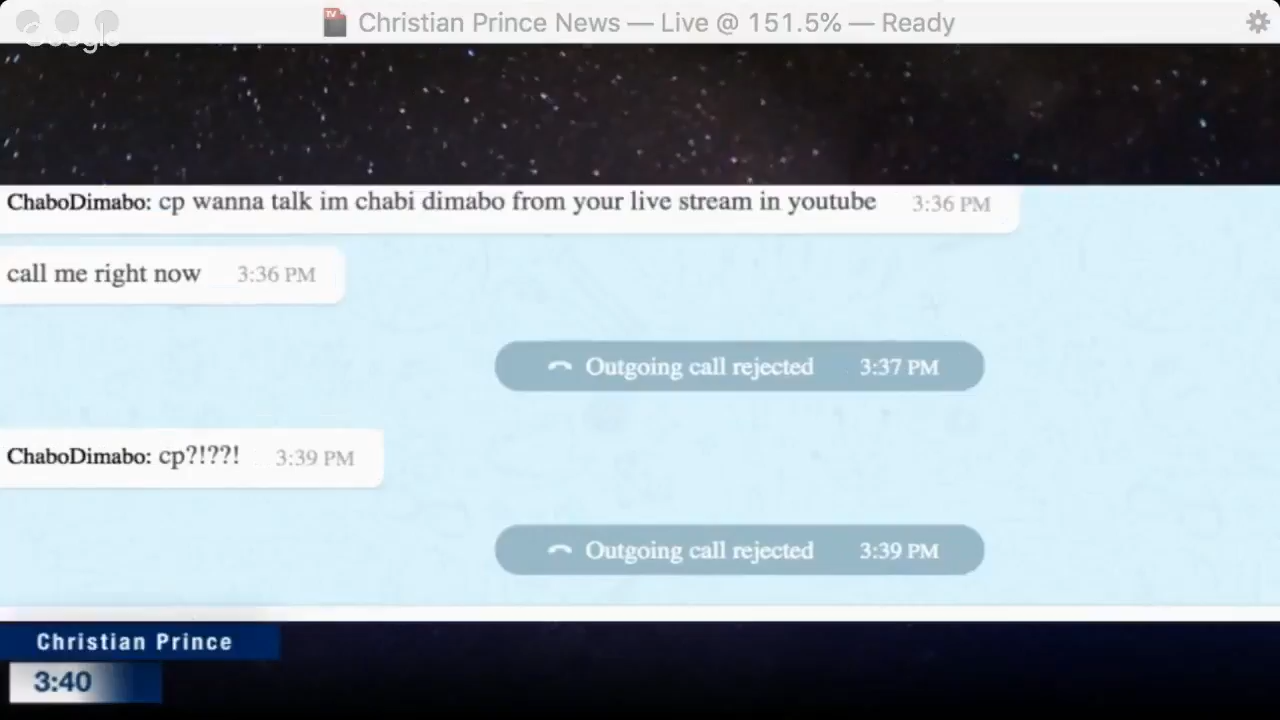 Christian Prince News — Live @ 151.5% — Ready
Google
ChaboDimabo: cp wanna talk im chabi dimabo from your live stream in youtube 3:36 PM
call me right now 3:36 PM
Outgoing call rejected 3:37 PM
ChaboDimabo: cp?!??! 3:39 PM
Outgoing call rejected 3:39 PM
Christian Prince
3:40